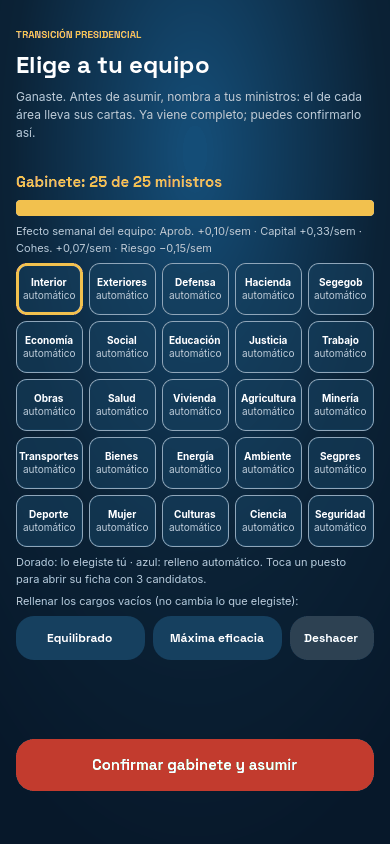 TRANSICIÓN PRESIDENCIAL
Elige a tu equipo
Ganaste. Antes de asumir, nombra a tus ministros: el de cada
área lleva sus cartas. Ya viene completo; puedes confirmarlo
así.
Gabinete: 25 de 25 ministros
Efecto semanal del equipo: Aprob. +0,10/sem · Capital +0,33/sem ·
Cohes. +0,07/sem · Riesgo −0,15/sem
Interior Exteriores Defensa Hacienda Segegob
automático automático automático automático automático
Economía Social Educación Justicia Trabajo
automático automático automático automático automático
Obras Salud Vivienda Agricultura Minería
automático automático automático automático automático
Transportes Bienes Energía Ambiente Segpres
automático automático automático automático automático
Deporte Mujer Culturas Ciencia Seguridad
automático automático automático automático automático
Dorado: lo elegiste tú · azul: relleno automático. Toca un puesto
para abrir su ficha con 3 candidatos.
Rellenar los cargos vacíos (no cambia lo que elegiste):
Equilibrado Máxima eficacia Deshacer
Confirmar gabinete y asumir